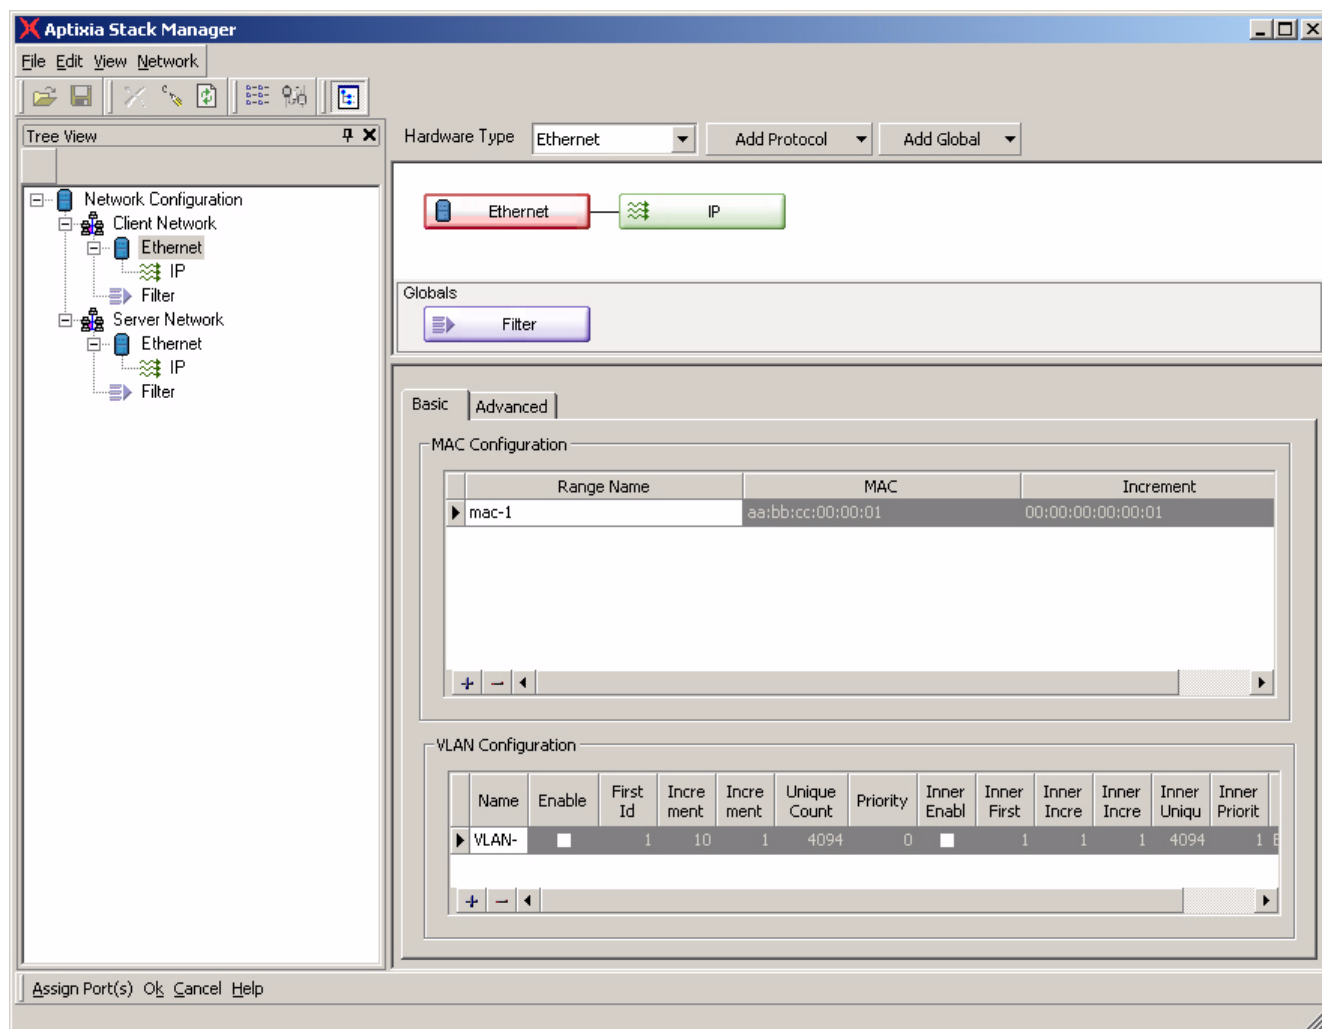 Aptixia Stack Manager
File Edit View Network
Tree View
Hardware Type Ethernet Add Protocol Add Global
Network Configuration
Client Network
Ethernet
IP
Filter
Server Network
Ethernet
IP
Filter
Ethernet IP
Globals
Filter
Basic Advanced
MAC Configuration
Range Name MAC Increment
mac-1 aa:bb:cc:00:00:01 00:00:00:00:00:01
VLAN Configuration
Name Enable First Id Incre ment Incre ment Unique Count Priority Inner Enabl Inner First Inner Incre Inner Incre Inner Uniqu Inner Priorit
VLAN- 1 10 1 4094 0 1 1 1 4094 1
Assign Port(s) Ok Cancel Help